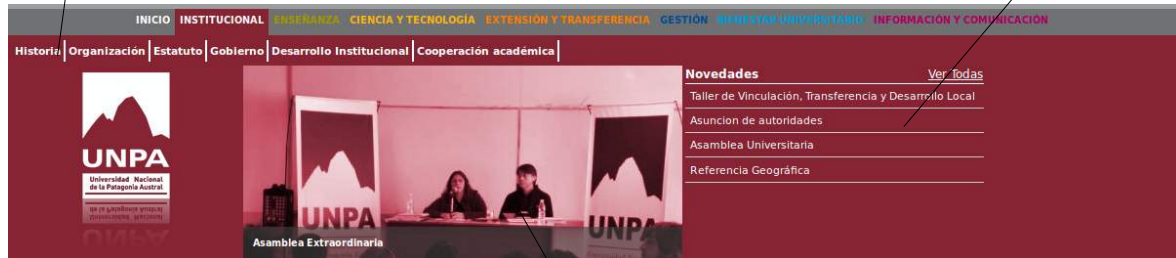 INICIO INSTITUCIONAL ENSEÑANZA CIENCIA Y TECNOLOGÍA EXTENSIÓN Y TRANSFERENCIA GESTIÓN BIENESTAR UNIVERSITARIO INFORMACIÓN Y COMUNICACIÓN
Historia Organización Estatuto Gobierno Desarrollo Institucional Cooperación académica
UNPA
Universidad Nacional
de la Patagonia Austral
UNPA
UNPA
Asamblea Extraordinaria
Novedades Ver Todas
Taller de Vinculación, Transferencia y Desarrollo Local
Asuncion de autoridades
Asamblea Universitaria
Referencia Geográfica